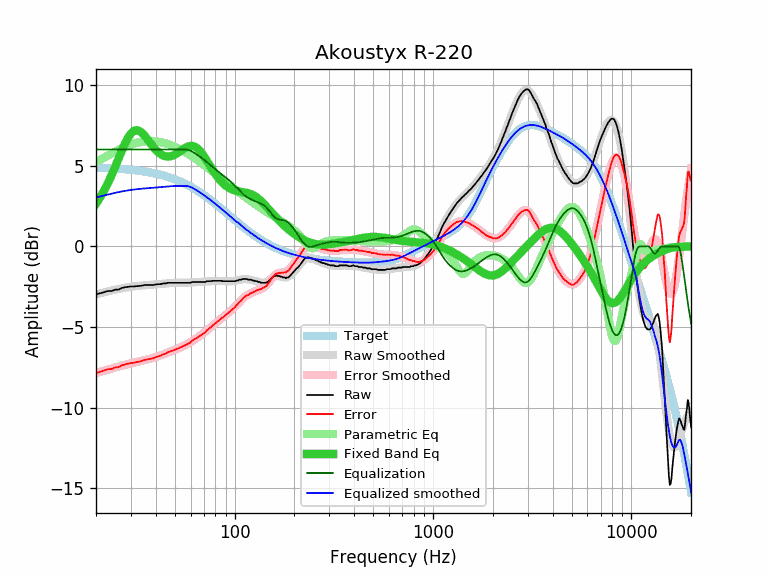 Akoustyx R-220
Amplitude (dBr)
10
5
0
−5
−10
−15
Target
Raw Smoothed
Error Smoothed
Raw
Error
Parametric Eq
Fixed Band Eq
Equalization
Equalized smoothed
100
1000
10000
Frequency (Hz)